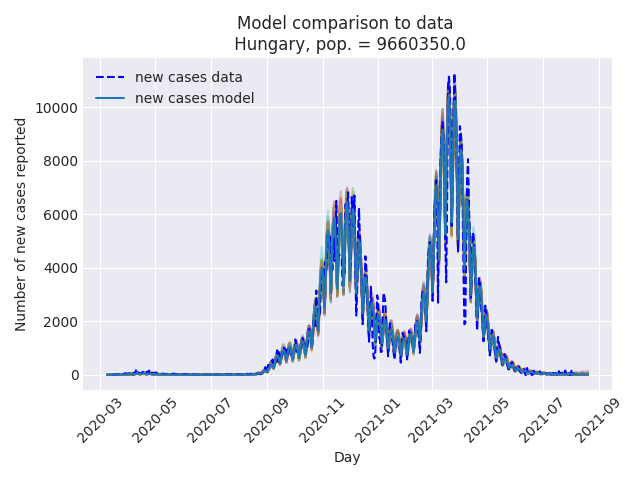 Model comparison to data
Hungary, pop. = 9660350.0
new cases data
new cases model
Number of new cases reported
10000
8000
6000
4000
2000
0
2020-03
2020-05
2020-07
2020-09
2020-11
2021-01
2021-03
2021-05
2021-07
2021-09
Day